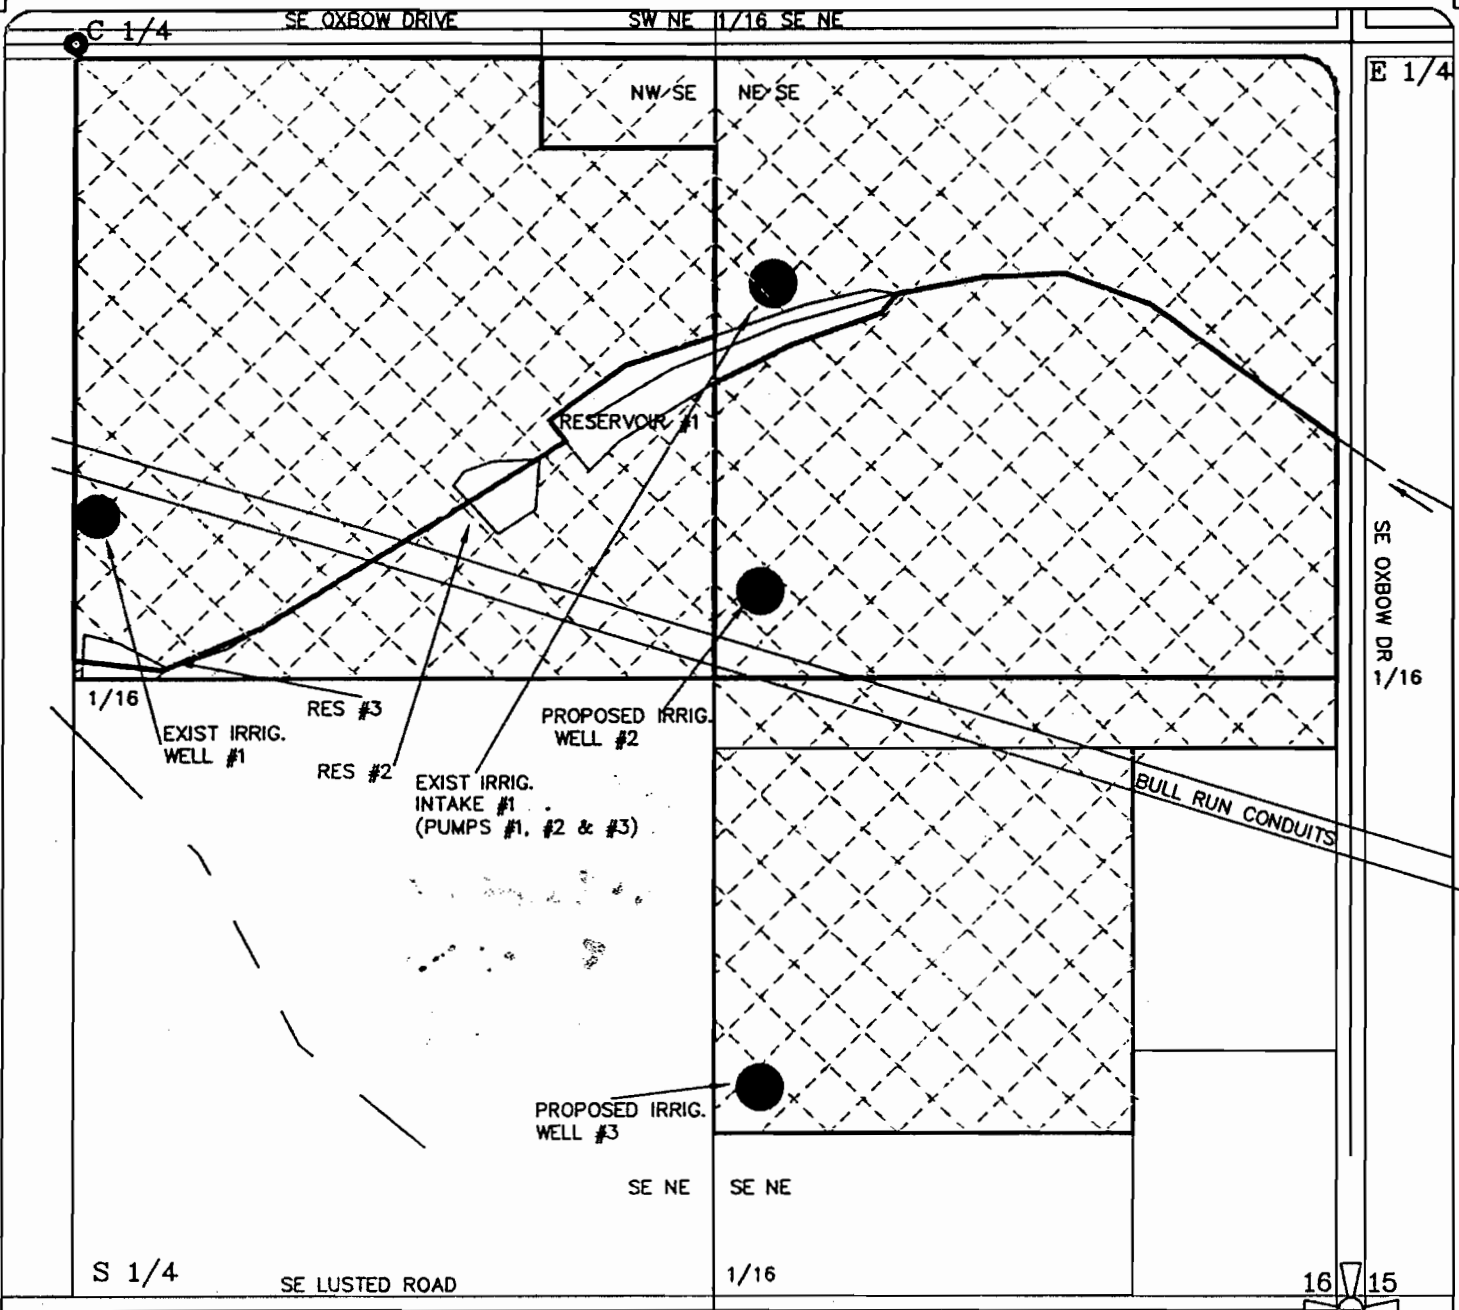 SE OXBOW DRIVE
SW NE
1/16 SE NE
C 1/4
E 1/4
NW SE
NE SE
RESERVOIR #1
SE OXBOW DR
1/16
1/16
RES #3
EXIST IRRIG.
WELL #1
PROPOSED IRRIG.
WELL #2
RES #2
EXIST IRRIG.
INTAKE #1
(PUMPS #1, #2 & #3)
BULL RUN CONDUITS
PROPOSED IRRIG.
WELL #3
SE NE
SE NE
S 1/4
SE LUSTED ROAD
1/16
16
15